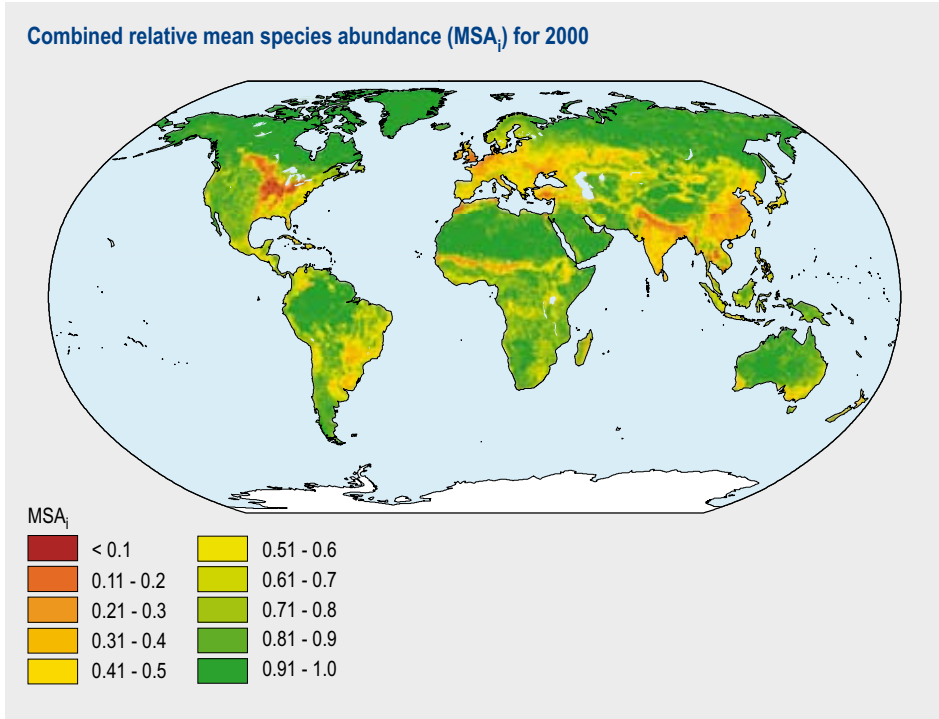 Combined relative mean species abundance (MSAi) for 2000
MSAi
< 0.1
0.11 - 0.2
0.21 - 0.3
0.31 - 0.4
0.41 - 0.5
0.51 - 0.6
0.61 - 0.7
0.71 - 0.8
0.81 - 0.9
0.91 - 1.0